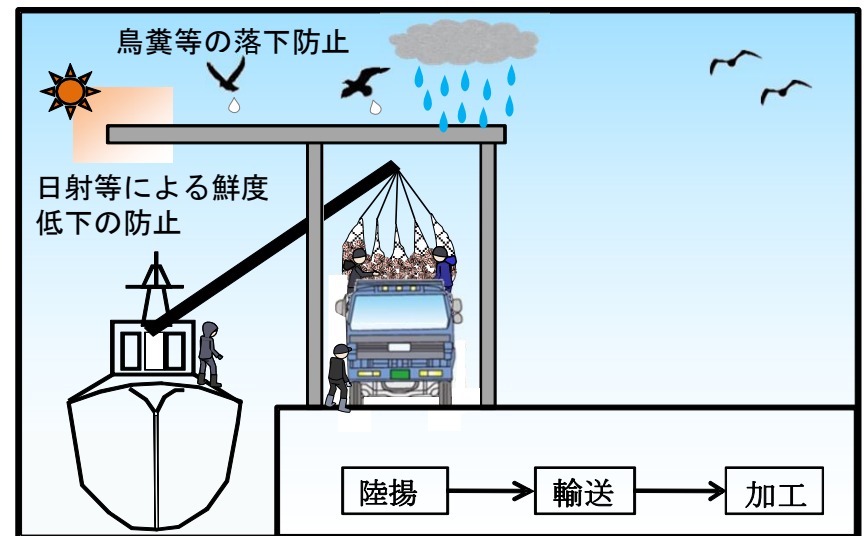 鳥糞等の落下防止
日射等による鮮度
低下の防止
陸揚
輸送
加工